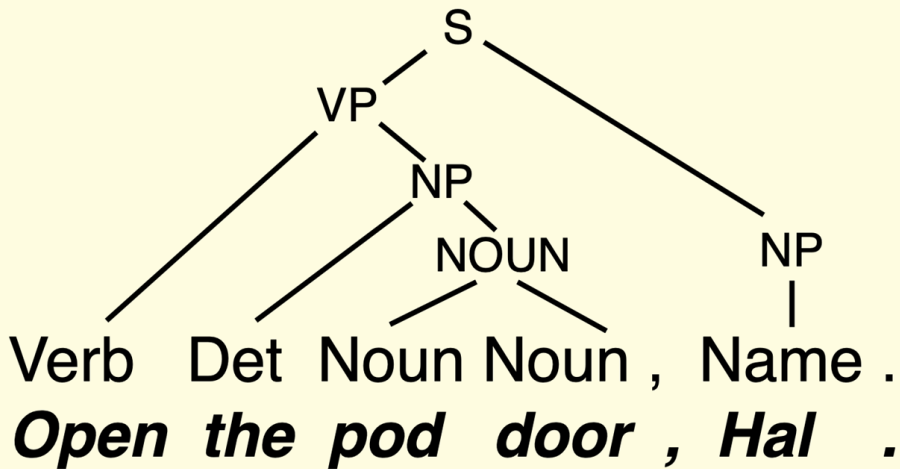 S
VP
NP
NOUN
NP
Verb Det Noun Noun , Name .
Open the pod door , Hal .